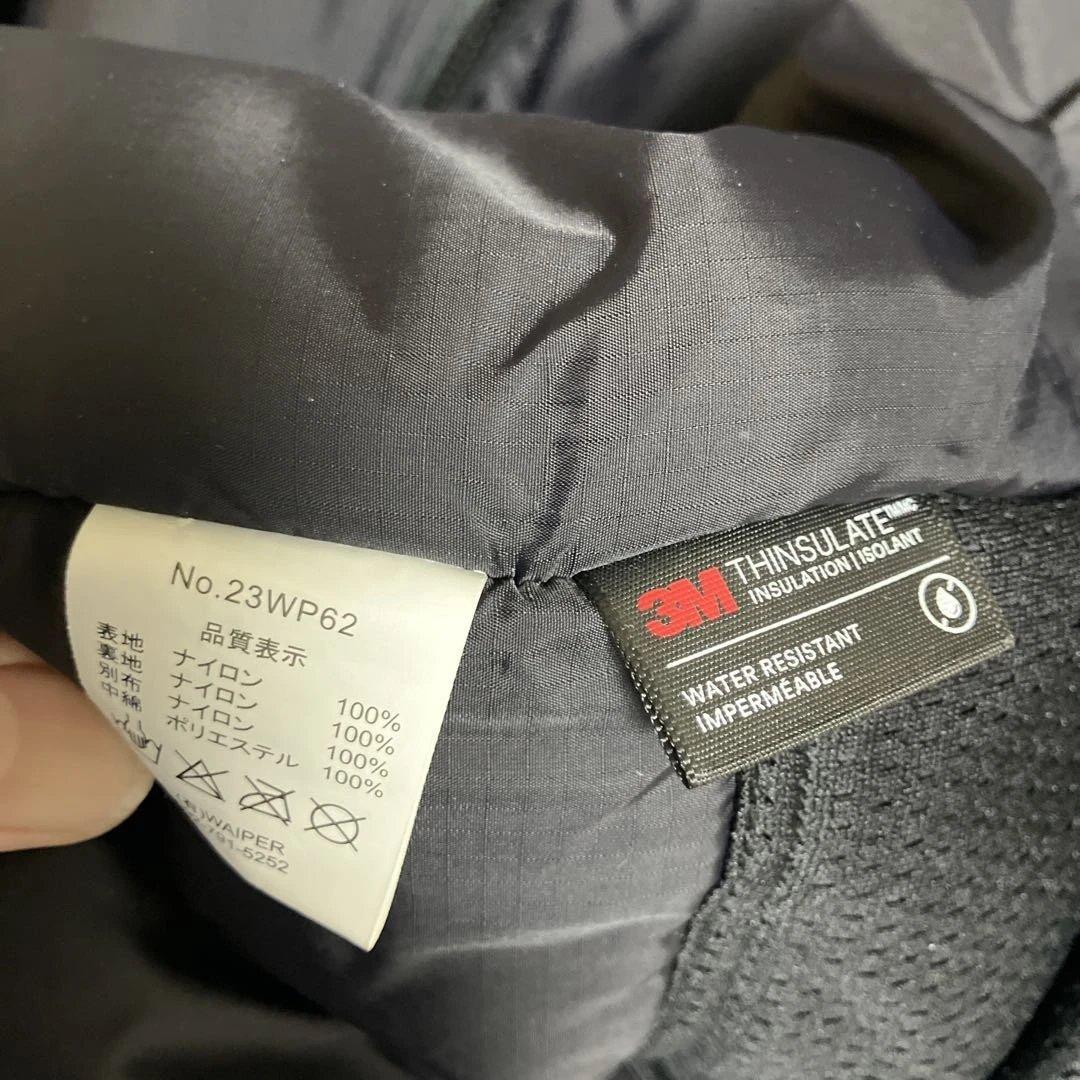 No.23WP62
品質表示
表地 ナイロン 100%
裏地 ナイロン 100%
別布 ナイロン 100%
中綿 ポリエステル 100%
WAIPER
791-5252
3M THINSULATE
INSULATION | ISOLANT
WATER RESISTANT
IMPERMÉABLE